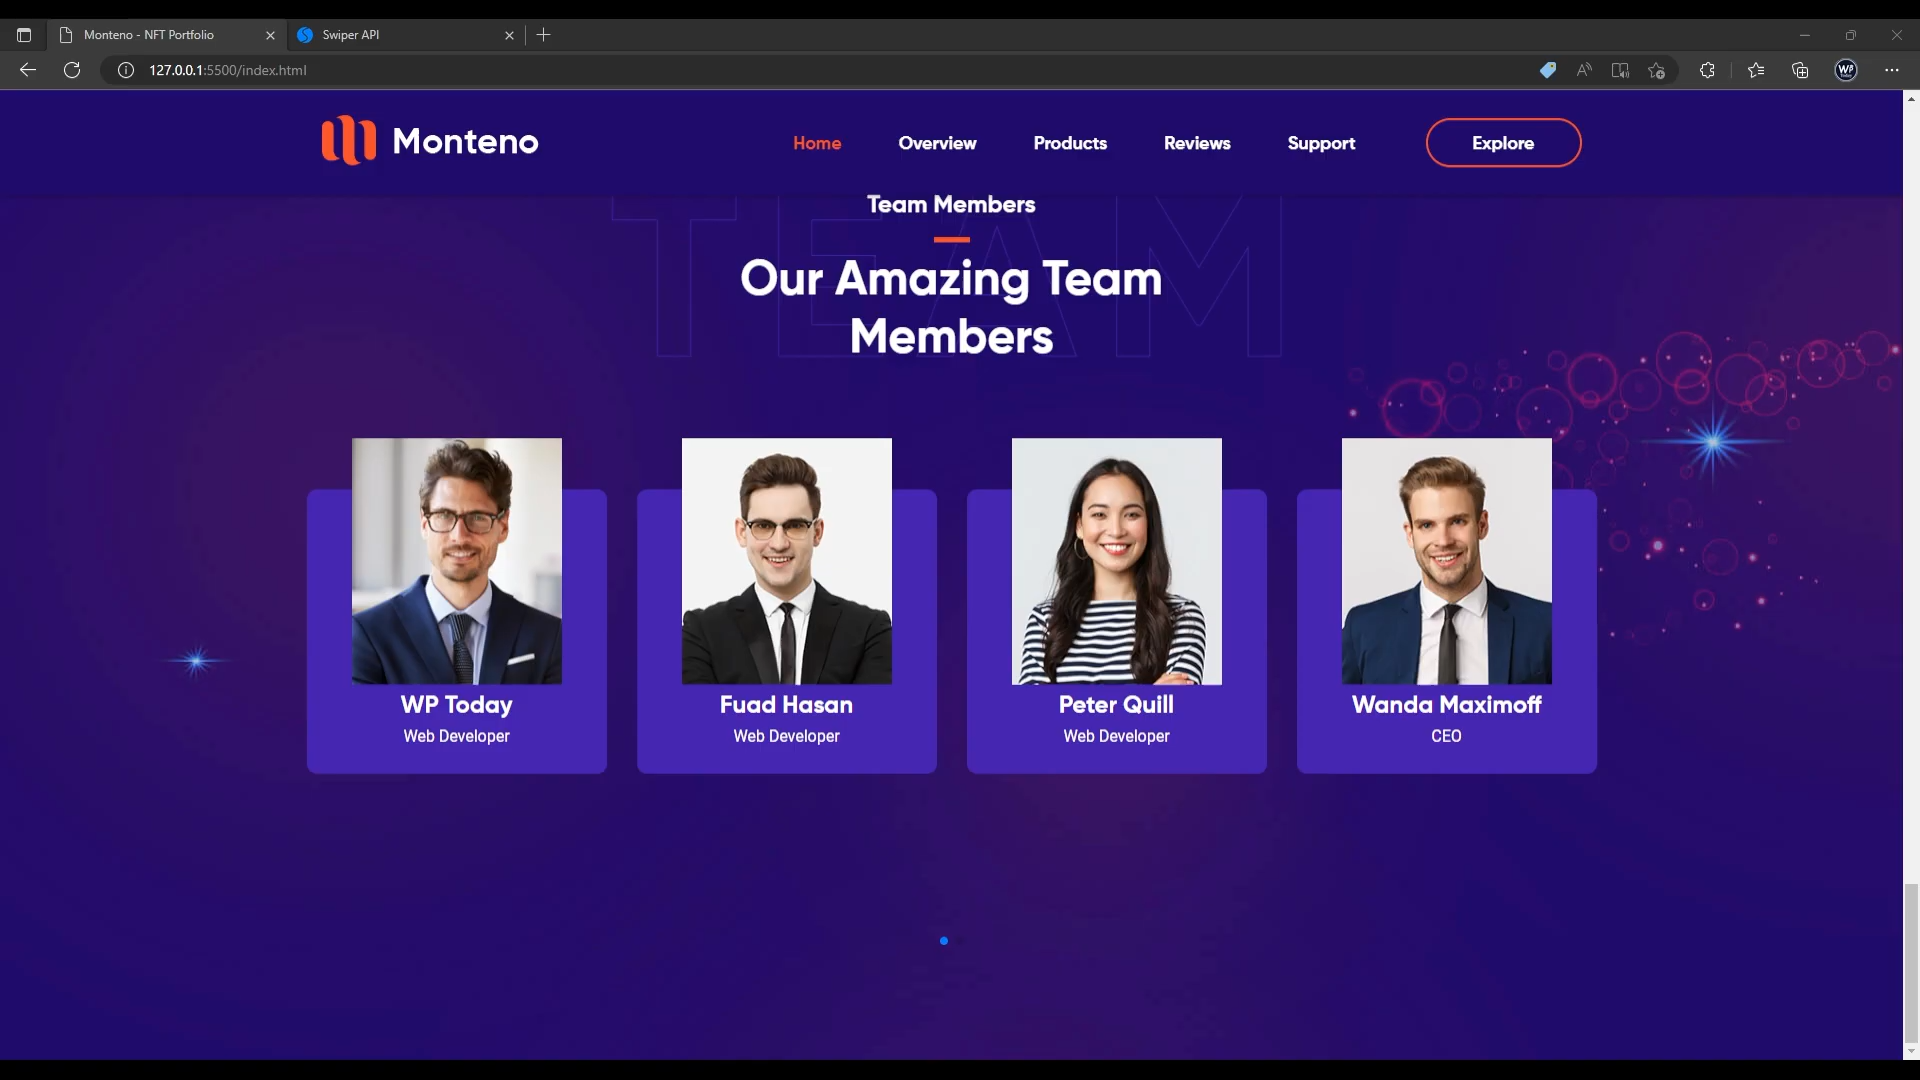 Monteno - NFT Portfolio
Swiper API
127.0.0.1:5500/index.html
WP
Monteno
Home
Overview
Products
Reviews
Support
Explore
TEAM
Team Members
Our Amazing Team
Members
WP Today
Web Developer
Fuad Hasan
Web Developer
Peter Quill
Web Developer
Wanda Maximoff
CEO